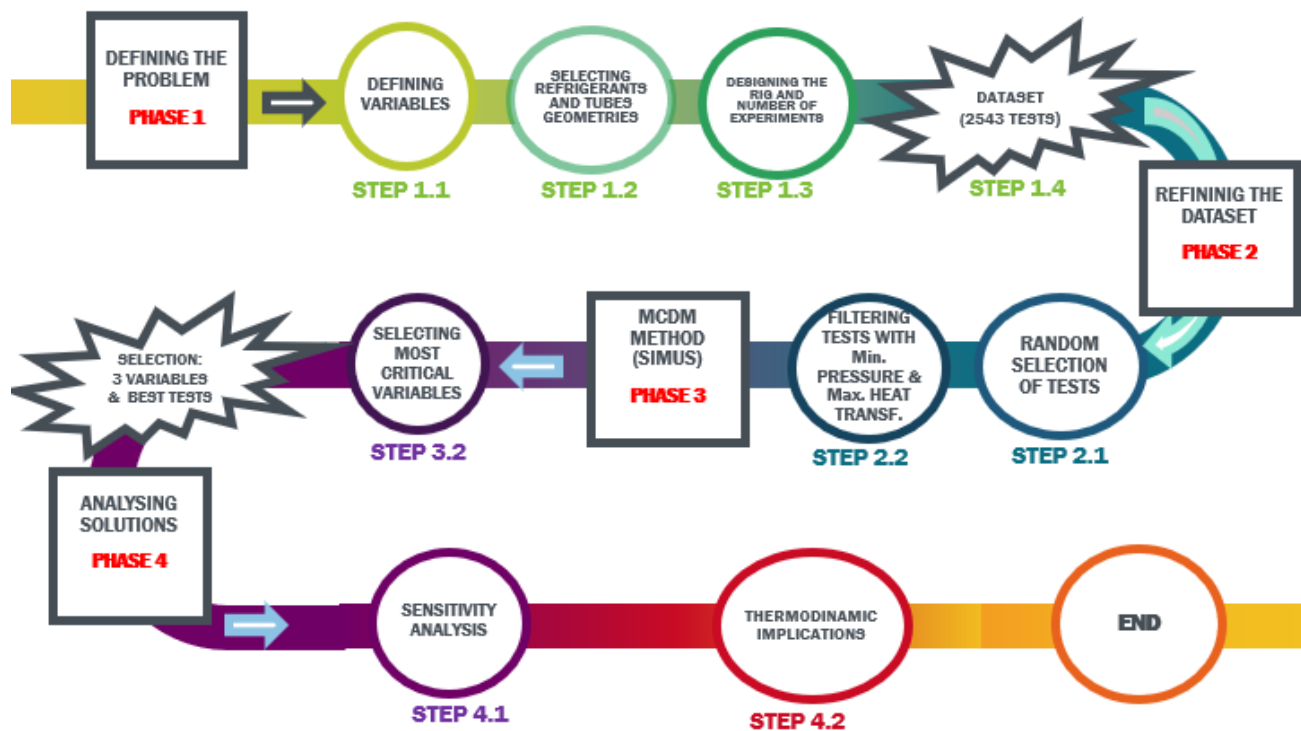 DEFINING THE
PROBLEM
PHASE 1
DEFINING
VARIABLES
STEP 1.1
SELECTING
REFRIGERANTS
AND TUBES
GEOMETRIES
STEP 1.2
DESIGNING THE
RIG AND
NUMBER OF
EXPERIMENTS
STEP 1.3
DATASET
(2543 TESTS)
STEP 1.4
REFINING THE
DATASET
PHASE 2
RANDOM
SELECTION
OF TESTS
STEP 2.1
FILTERING
TESTS WITH
Min.
PRESSURE &
Max. HEAT
TRANSF.
STEP 2.2
MCDM
METHOD
(SIMUS)
PHASE 3
SELECTING
MOST
CRITICAL
VARIABLES
STEP 3.2
SELECTION:
3 VARIABLES
& BEST TESTS
ANALYSING
SOLUTIONS
PHASE 4
SENSITIVITY
ANALYSIS
STEP 4.1
THERMODINAMIC
IMPLICATIONS
STEP 4.2
END